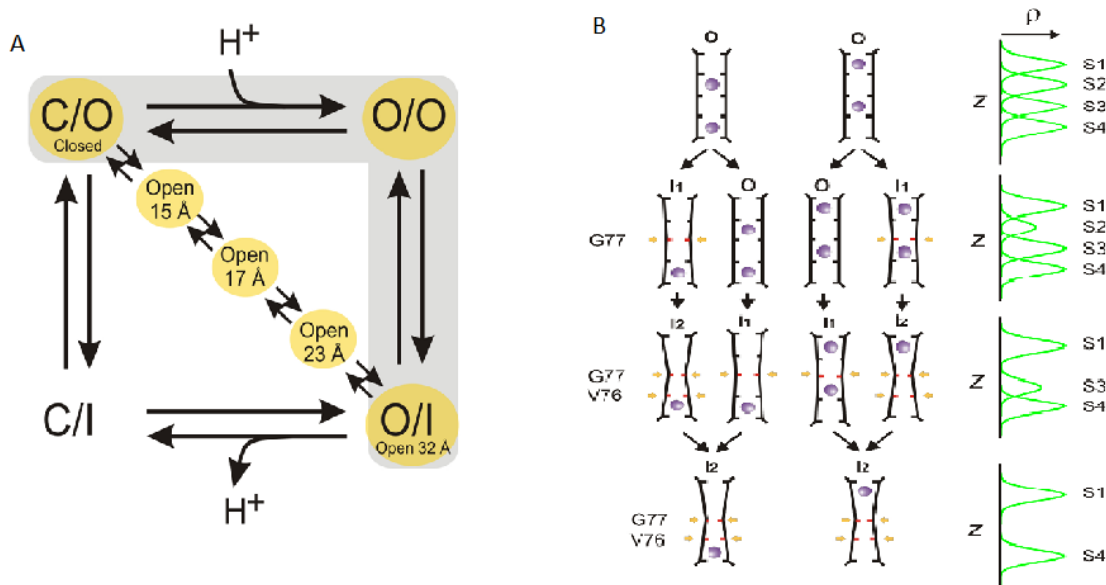 A
H+
C/O
Closed
O/O
Open
15 Å
Open
17 Å
Open
23 Å
C/I
O/I
Open 32 Å
H+
B
O
O
ρ
Z
S1
S2
S3
S4
I1
O
O
I1
G77
Z
S1
S2
S3
S4
I2
I1
I1
I2
G77
V76
Z
S1
S3
S4
I2
I2
G77
V76
Z
S1
S4